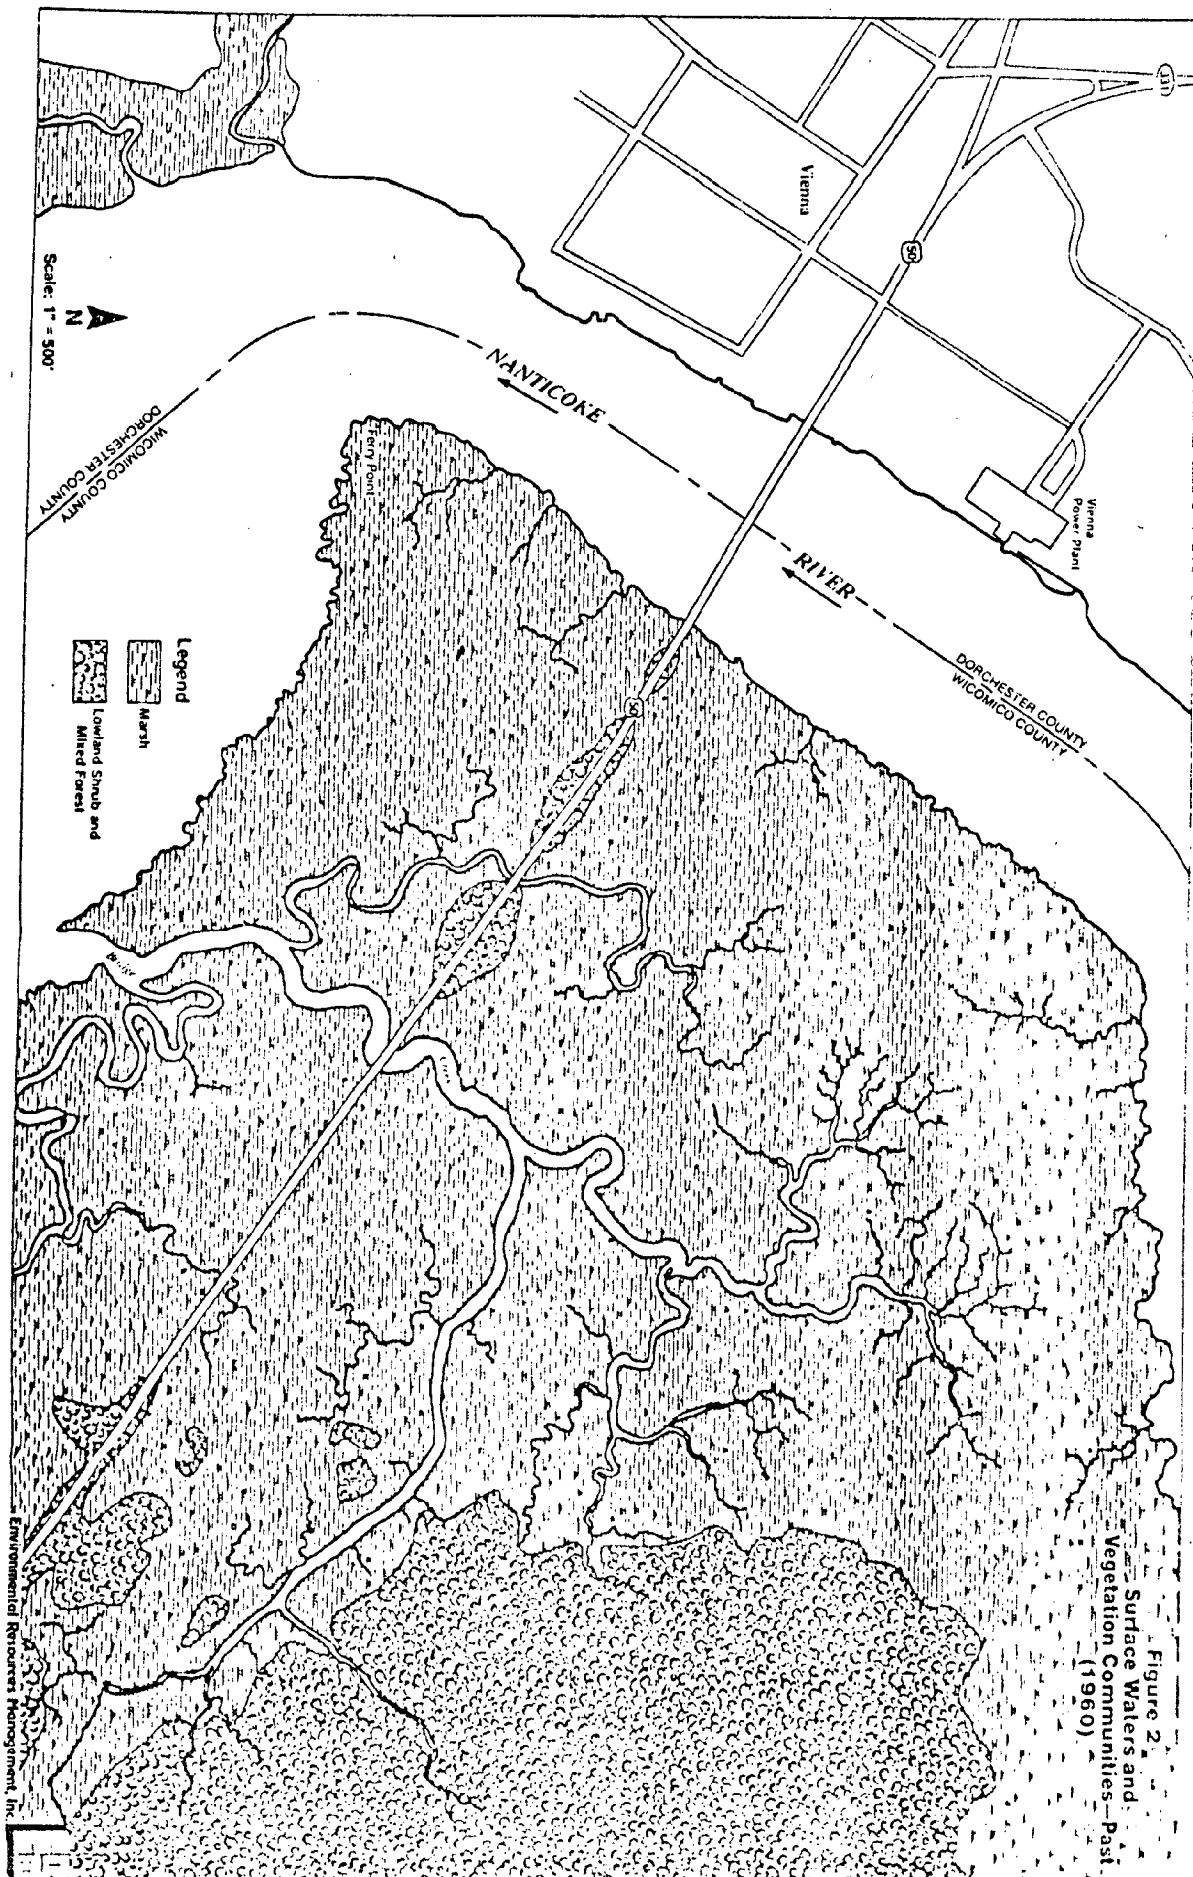 Figure 2
Surface Waters and
Vegetation Communities—Past
(1960)
331
50
Vienna
Vienna
Power Plant
NANTICOKE
RIVER
DORCHESTER COUNTY
WICOMICO COUNTY
WICOMICO COUNTY
DORCHESTER COUNTY
Ferry Point
50
N
Scale: 1" = 500'
Legend
Marsh
Lowland Shrub and
Mixed Forest
Environmental Resources Management, Inc.